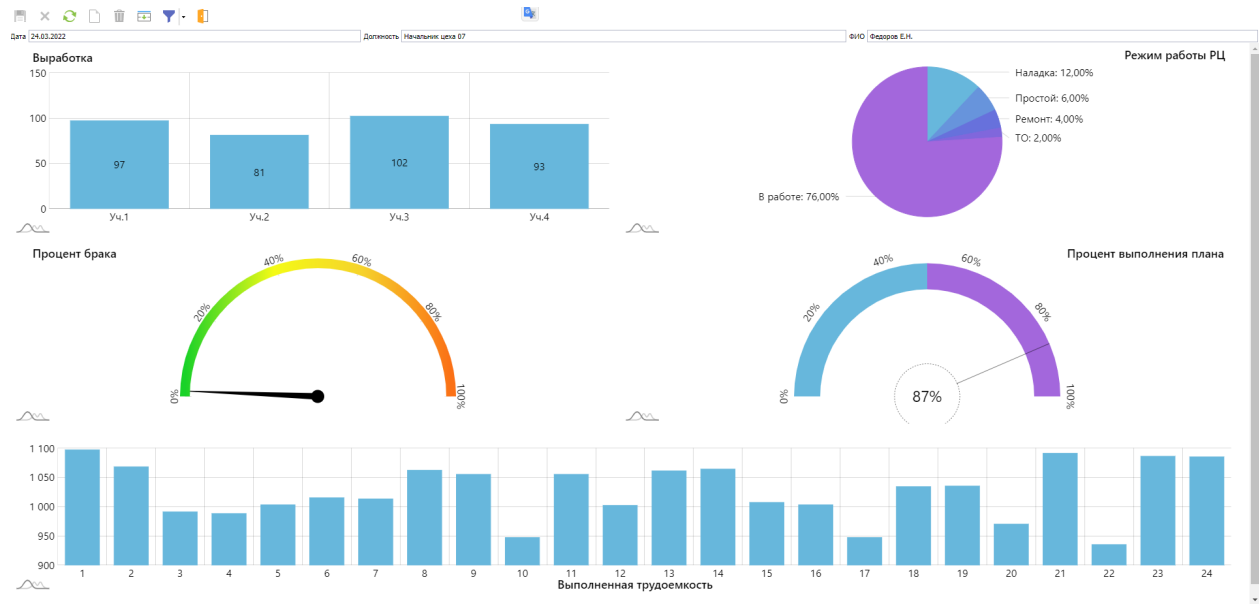 Дата 24.03.2022 Должность Начальник цеха 07 ФИО Федоров Е.Н.
Выработка
150
100
50
0
97
81
102
93
Уч.1 Уч.2 Уч.3 Уч.4
Режим работы РЦ
Наладка: 12,00%
Простой: 6,00%
Ремонт: 4,00%
ТО: 2,00%
В работе: 76,00%
Процент брака
0%
20%
40%
60%
80%
100%
Процент выполнения плана
0%
20%
40%
60%
80%
100%
87%
1 100
1 050
1 000
950
900
1 2 3 4 5 6 7 8 9 10 11 12 13 14 15 16 17 18 19 20 21 22 23 24
Выполненная трудоемкость